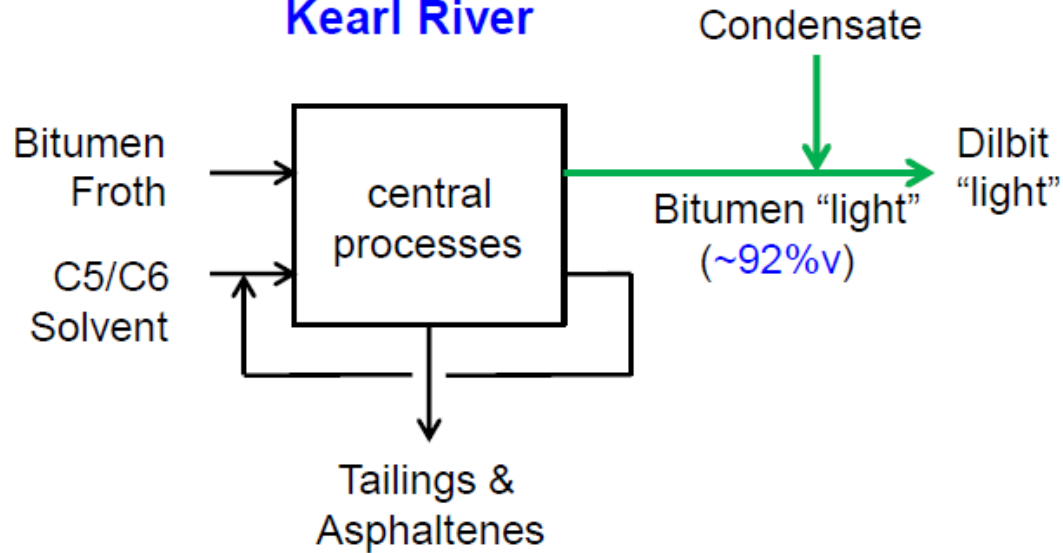 Kearl River
Condensate
Bitumen
Froth
central
processes
Dilbit
“light”
Bitumen “light”
(~92%v)
C5/C6
Solvent
Tailings &
Asphaltenes